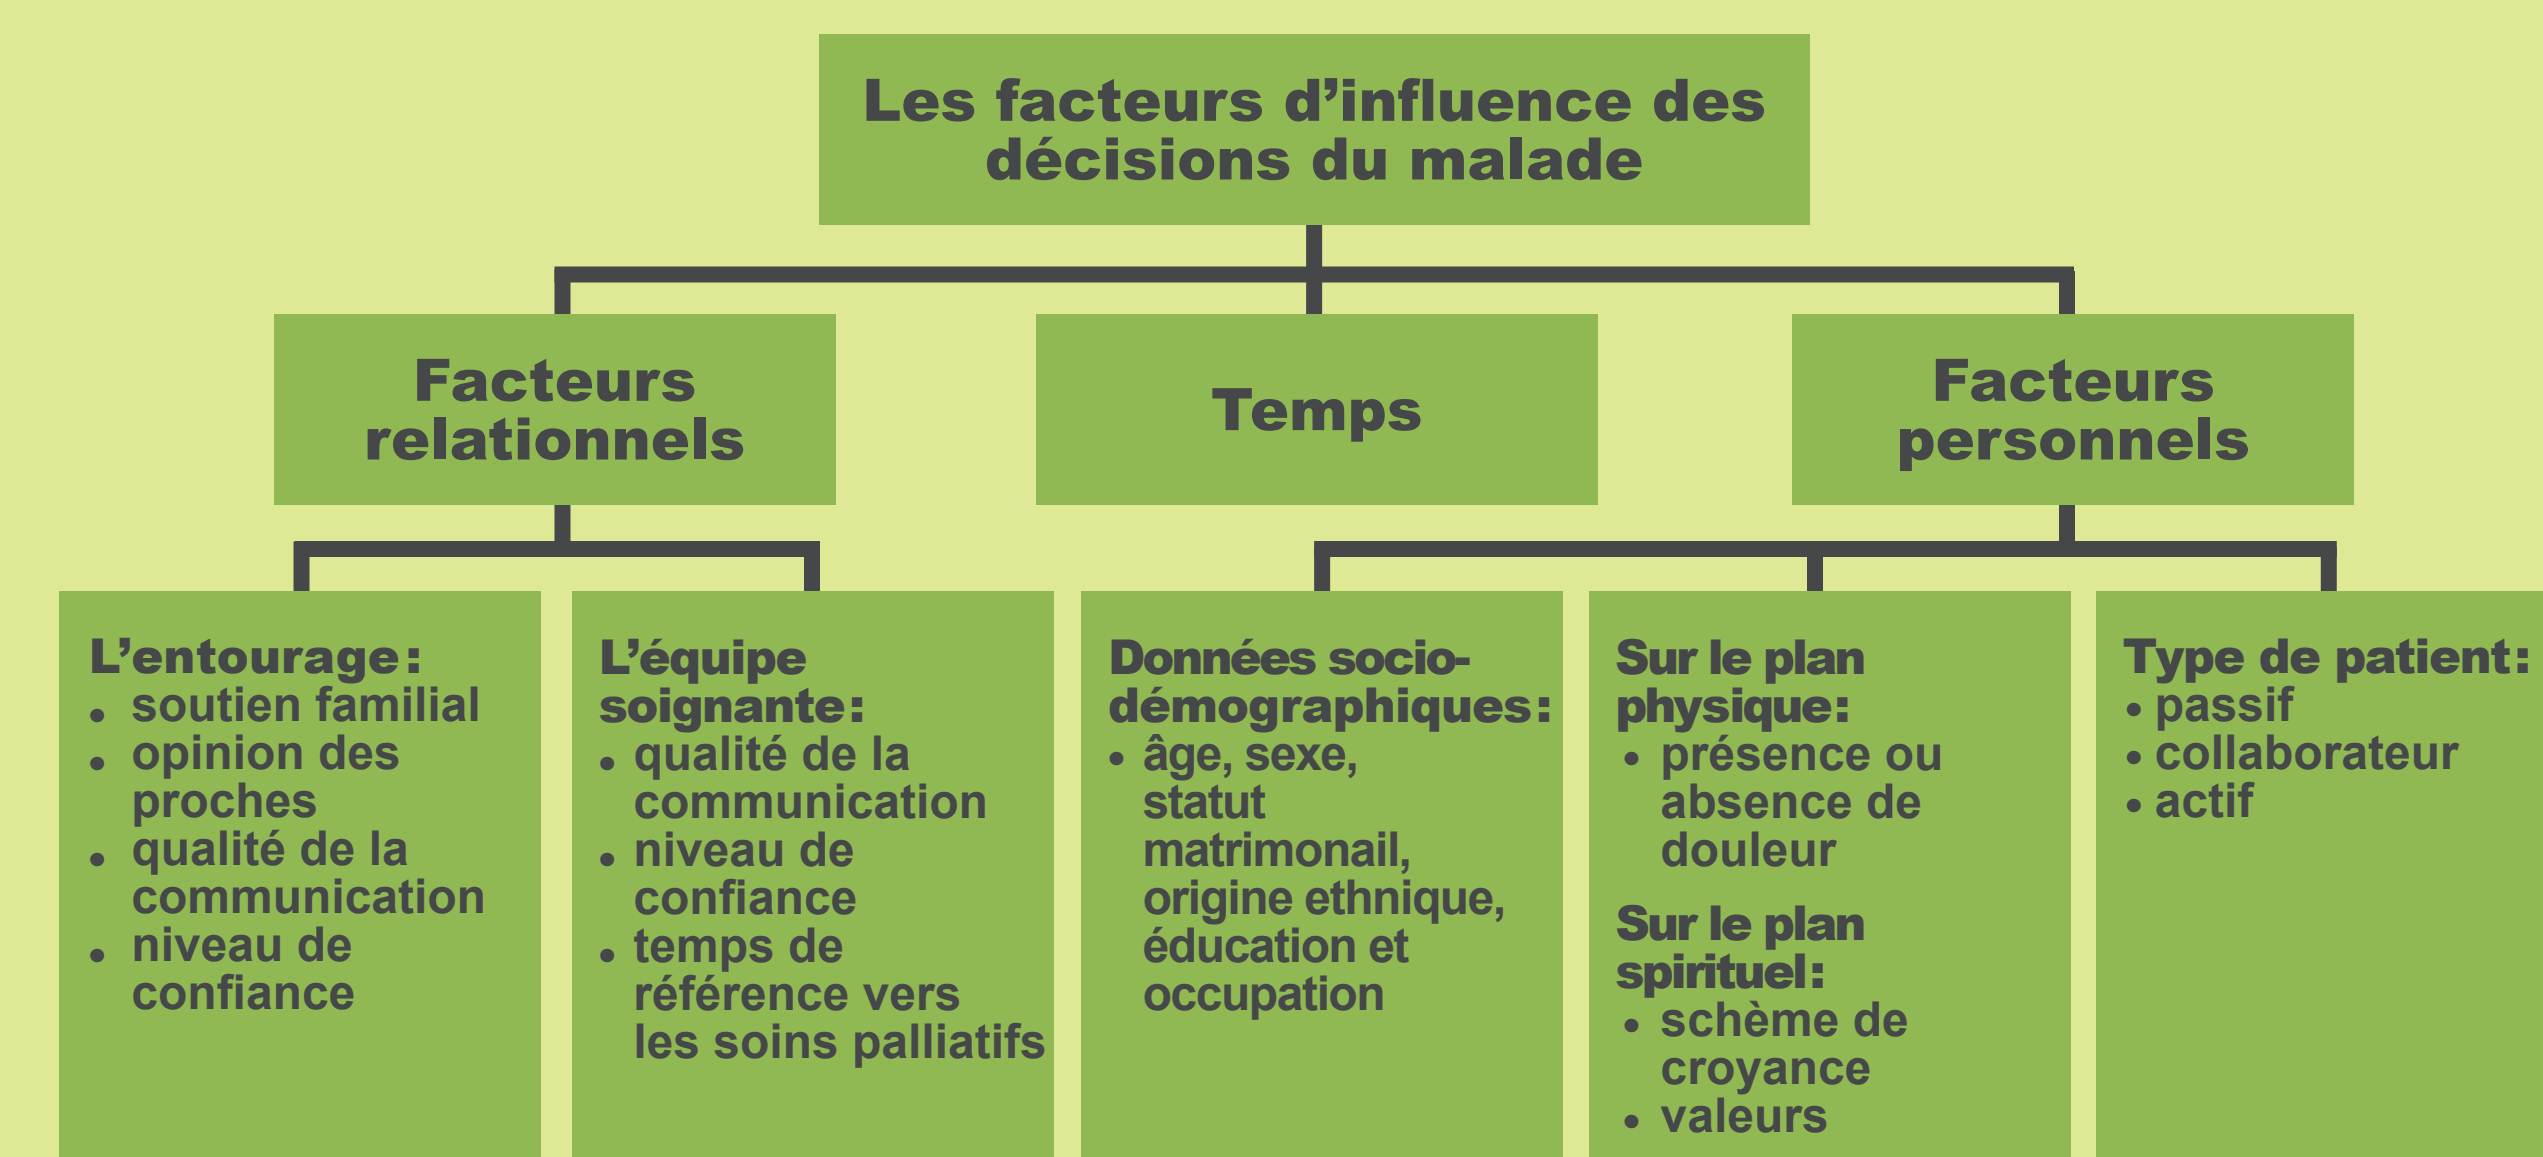 Les facteurs d’influence des
décisions du malade
Facteurs
relationnels
Temps
Facteurs
personnels
L’entourage :
• soutien familial
• opinion des
proches
• qualité de la
communication
• niveau de
confiance
L’équipe
soignante :
• qualité de la
communication
• niveau de
confiance
• temps de
référence vers
les soins palliatifs
Données socio-
démographiques :
• âge, sexe,
statut
matrimonail,
origine ethnique,
éducation et
occupation
Sur le plan
physique :
• présence ou
absence de
douleur
Sur le plan
spirituel :
• schème de
croyance
• valeurs
Type de patient :
• passif
• collaborateur
• actif